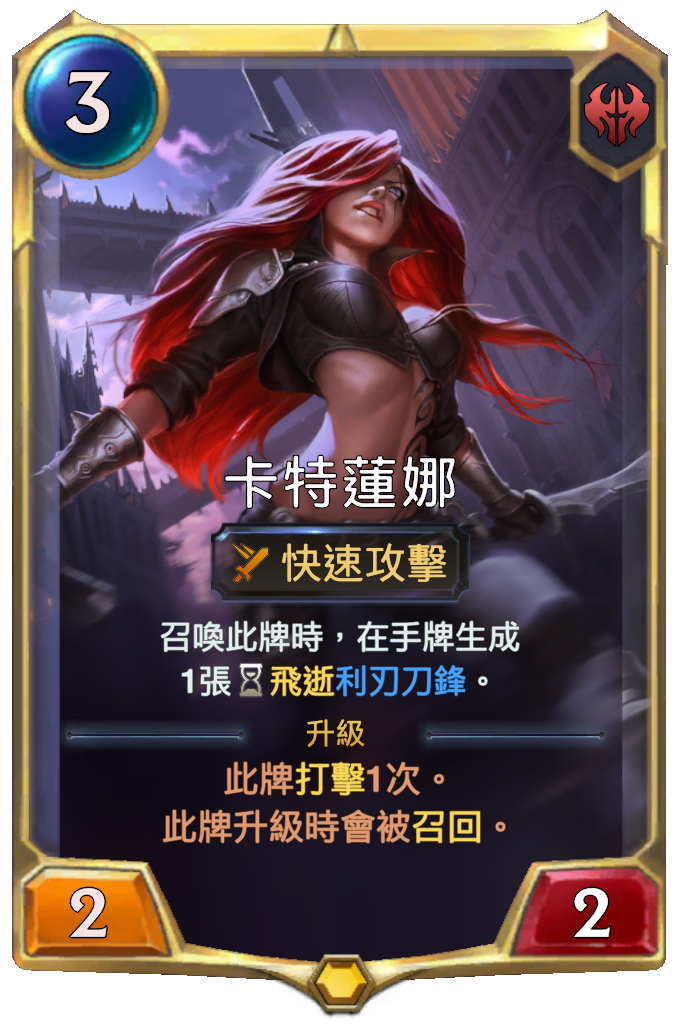 3
卡特蓮娜
快速攻擊
召喚此牌時，在手牌生成
1張飛逝利刃刀鋒。
升級
此牌打擊1次。
此牌升級時會被召回。
2
2